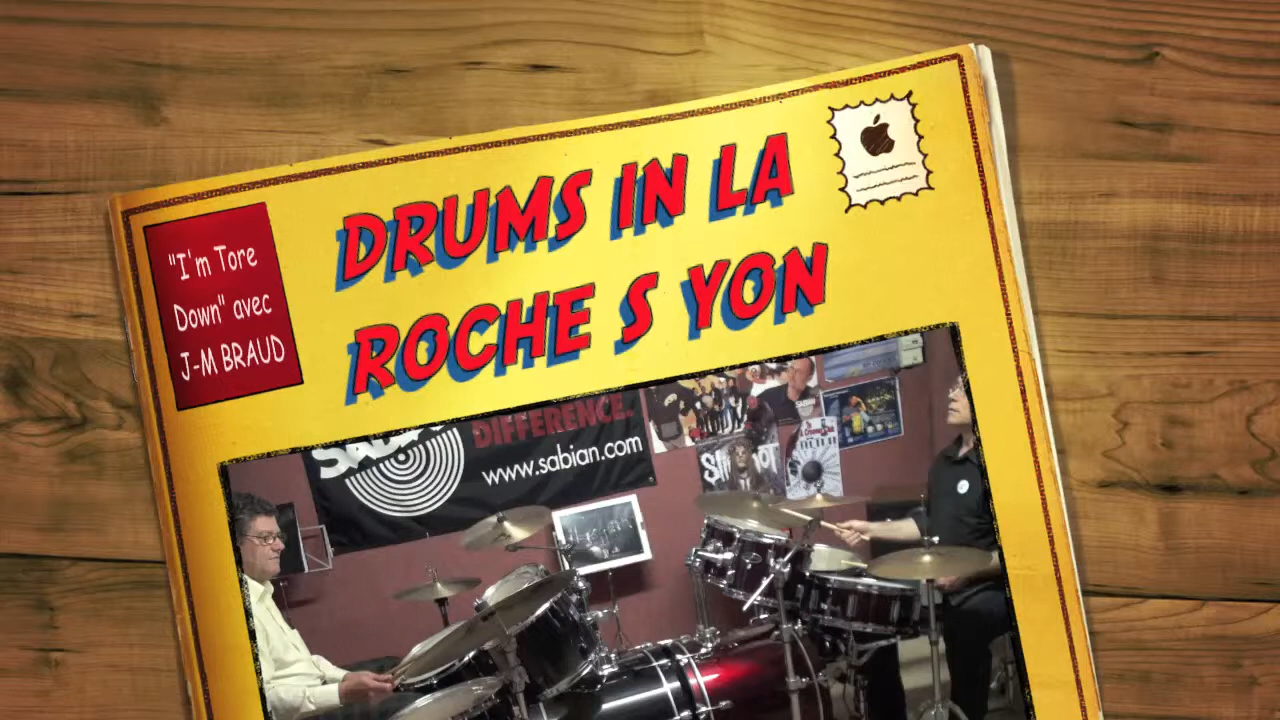 "I'm Tore
Down" avec
J-M BRAUD
DRUMS IN LA
ROCHE S YON
DIFFERENCE.
www.sabian.com